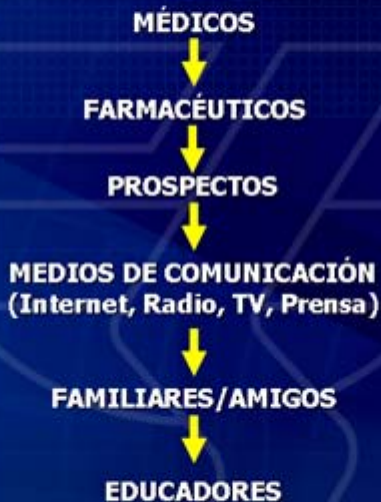 MÉDICOS
FARMACÉUTICOS
PROSPECTOS
MEDIOS DE COMUNICACIÓN
(Internet, Radio, TV, Prensa)
FAMILIARES/AMIGOS
EDUCADORES